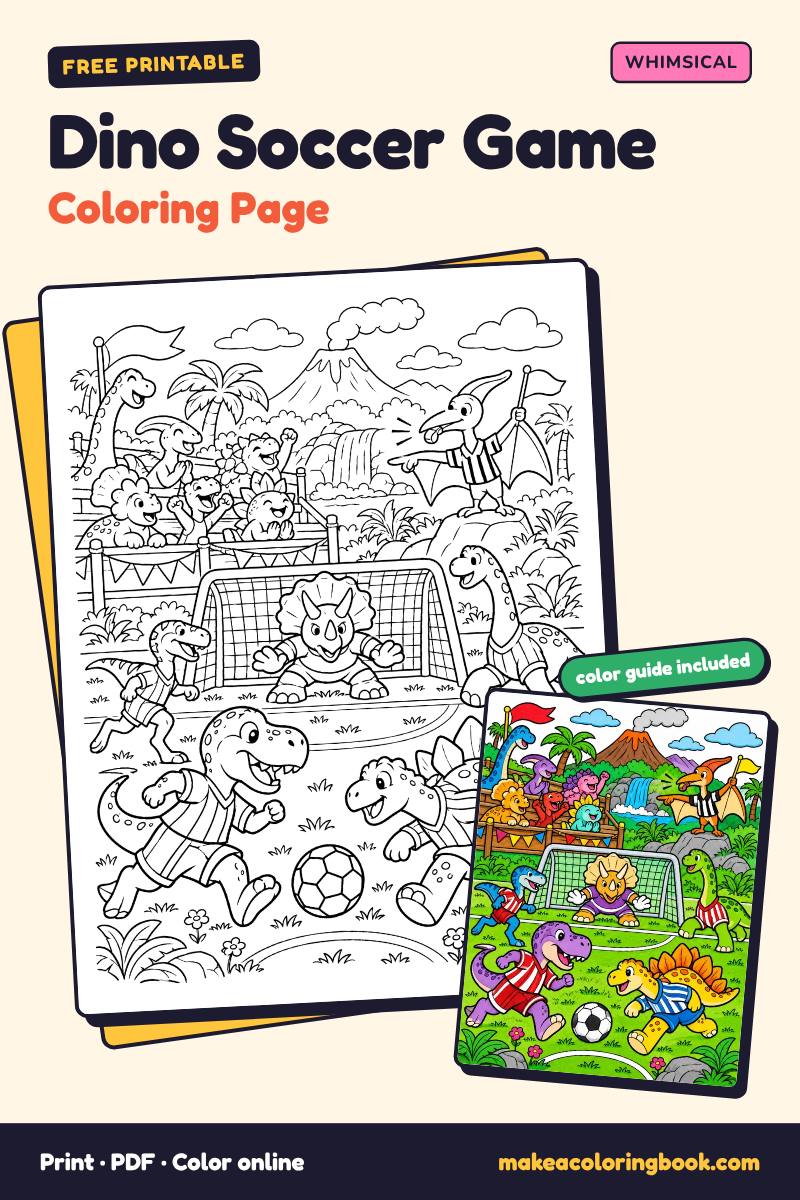 FREE PRINTABLE
WHIMSICAL
Dino Soccer Game
Coloring Page
color guide included
Print · PDF · Color online
makeacoloringbook.com